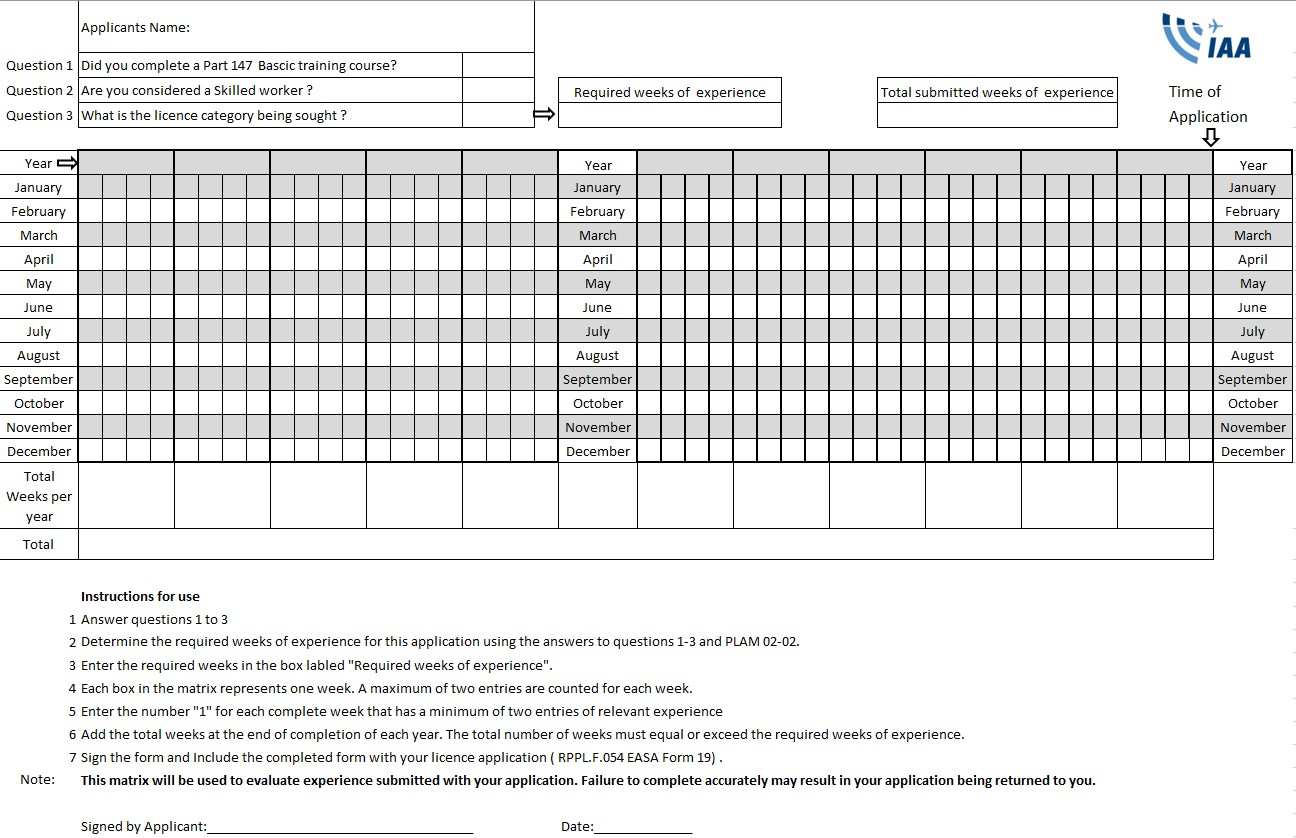 Applicants Name:
IAA
Question 1 Did you complete a Part 147 Bascic training course?
Question 2 Are you considered a Skilled worker ?
Required weeks of experience
Total submitted weeks of experience
Time of
Application
Question 3 What is the licence category being sought ?
Year Year Year
January January January
February February February
March March March
April April April
May May May
June June June
July July July
August August August
September September September
October October October
November November November
December December December
Total
Weeks per
year
Total
Instructions for use
1 Answer questions 1 to 3
2 Determine the required weeks of experience for this application using the answers to questions 1-3 and PLAM 02-02.
3 Enter the required weeks in the box labled "Required weeks of experience".
4 Each box in the matrix represents one week. A maximum of two entries are counted for each week.
5 Enter the number "1" for each complete week that has a minimum of two entries of relevant experience
6 Add the total weeks at the end of completion of each year. The total number of weeks must equal or exceed the required weeks of experience.
7 Sign the form and Include the completed form with your licence application ( RPPL.F.054 EASA Form 19) .
Note: This matrix will be used to evaluate experience submitted with your application. Failure to complete accurately may result in your application being returned to you.
Signed by Applicant: Date: